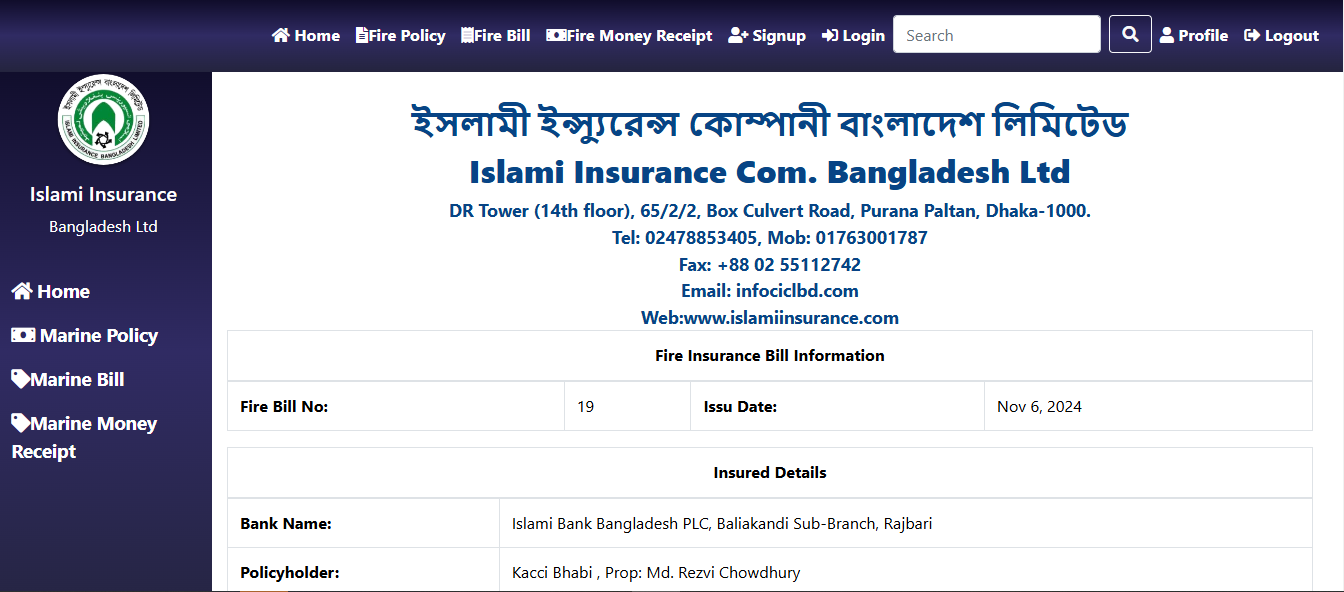 Home Fire Policy Fire Bill Fire Money Receipt Signup Login Search Profile Logout
ISLAMI INSURANCE BANGLADESH LIMITED
Islami Insurance
Bangladesh Ltd
Home
Marine Policy
Marine Bill
Marine Money
Receipt
ইসলামী ইন্স্যুরেন্স কোম্পানী বাংলাদেশ লিমিটেড
Islami Insurance Com. Bangladesh Ltd
DR Tower (14th floor), 65/2/2, Box Culvert Road, Purana Paltan, Dhaka-1000.
Tel: 02478853405, Mob: 01763001787
Fax: +88 02 55112742
Email: infociclbd.com
Web:www.islamiinsurance.com
Fire Insurance Bill Information
Fire Bill No: 19 Issu Date: Nov 6, 2024
Insured Details
Bank Name: Islami Bank Bangladesh PLC, Baliakandi Sub-Branch, Rajbari
Policyholder: Kacci Bhabi , Prop: Md. Rezvi Chowdhury